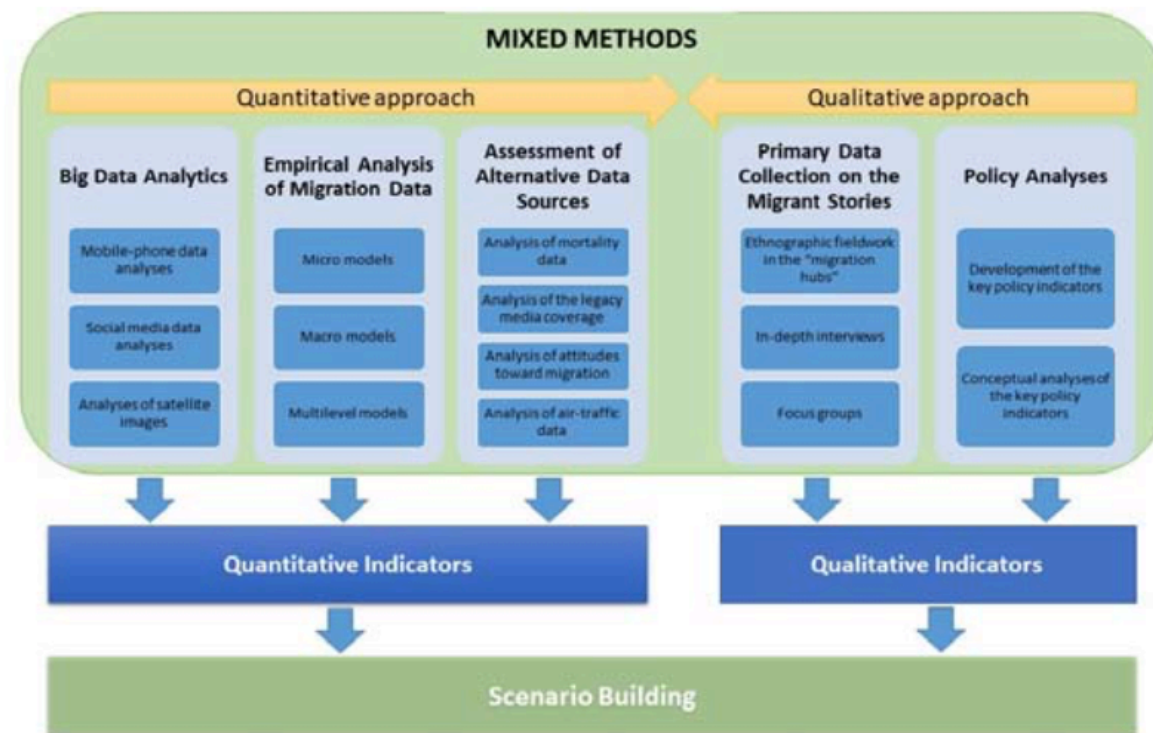 MIXED METHODS
Quantitative approach
Qualitative approach
Big Data Analytics
Mobile-phone data
analyses
Social media data
analyses
Analyses of satellite
images
Empirical Analysis
of Migration Data
Micro models
Macro models
Multilevel models
Assessment of
Alternative Data
Sources
Analysis of mortality
data
Analysis of the legacy
media coverage
Analysis of attitudes
toward migration
Analysis of air-traffic
data
Primary Data
Collection on the
Migrant Stories
Ethnographic fieldwork
in the "migration
hubs"
In-depth interviews
Focus groups
Policy Analyses
Development of the
key policy indicators
Conceptual analyses of
the key policy
indicators
Quantitative Indicators
Qualitative Indicators
Scenario Building